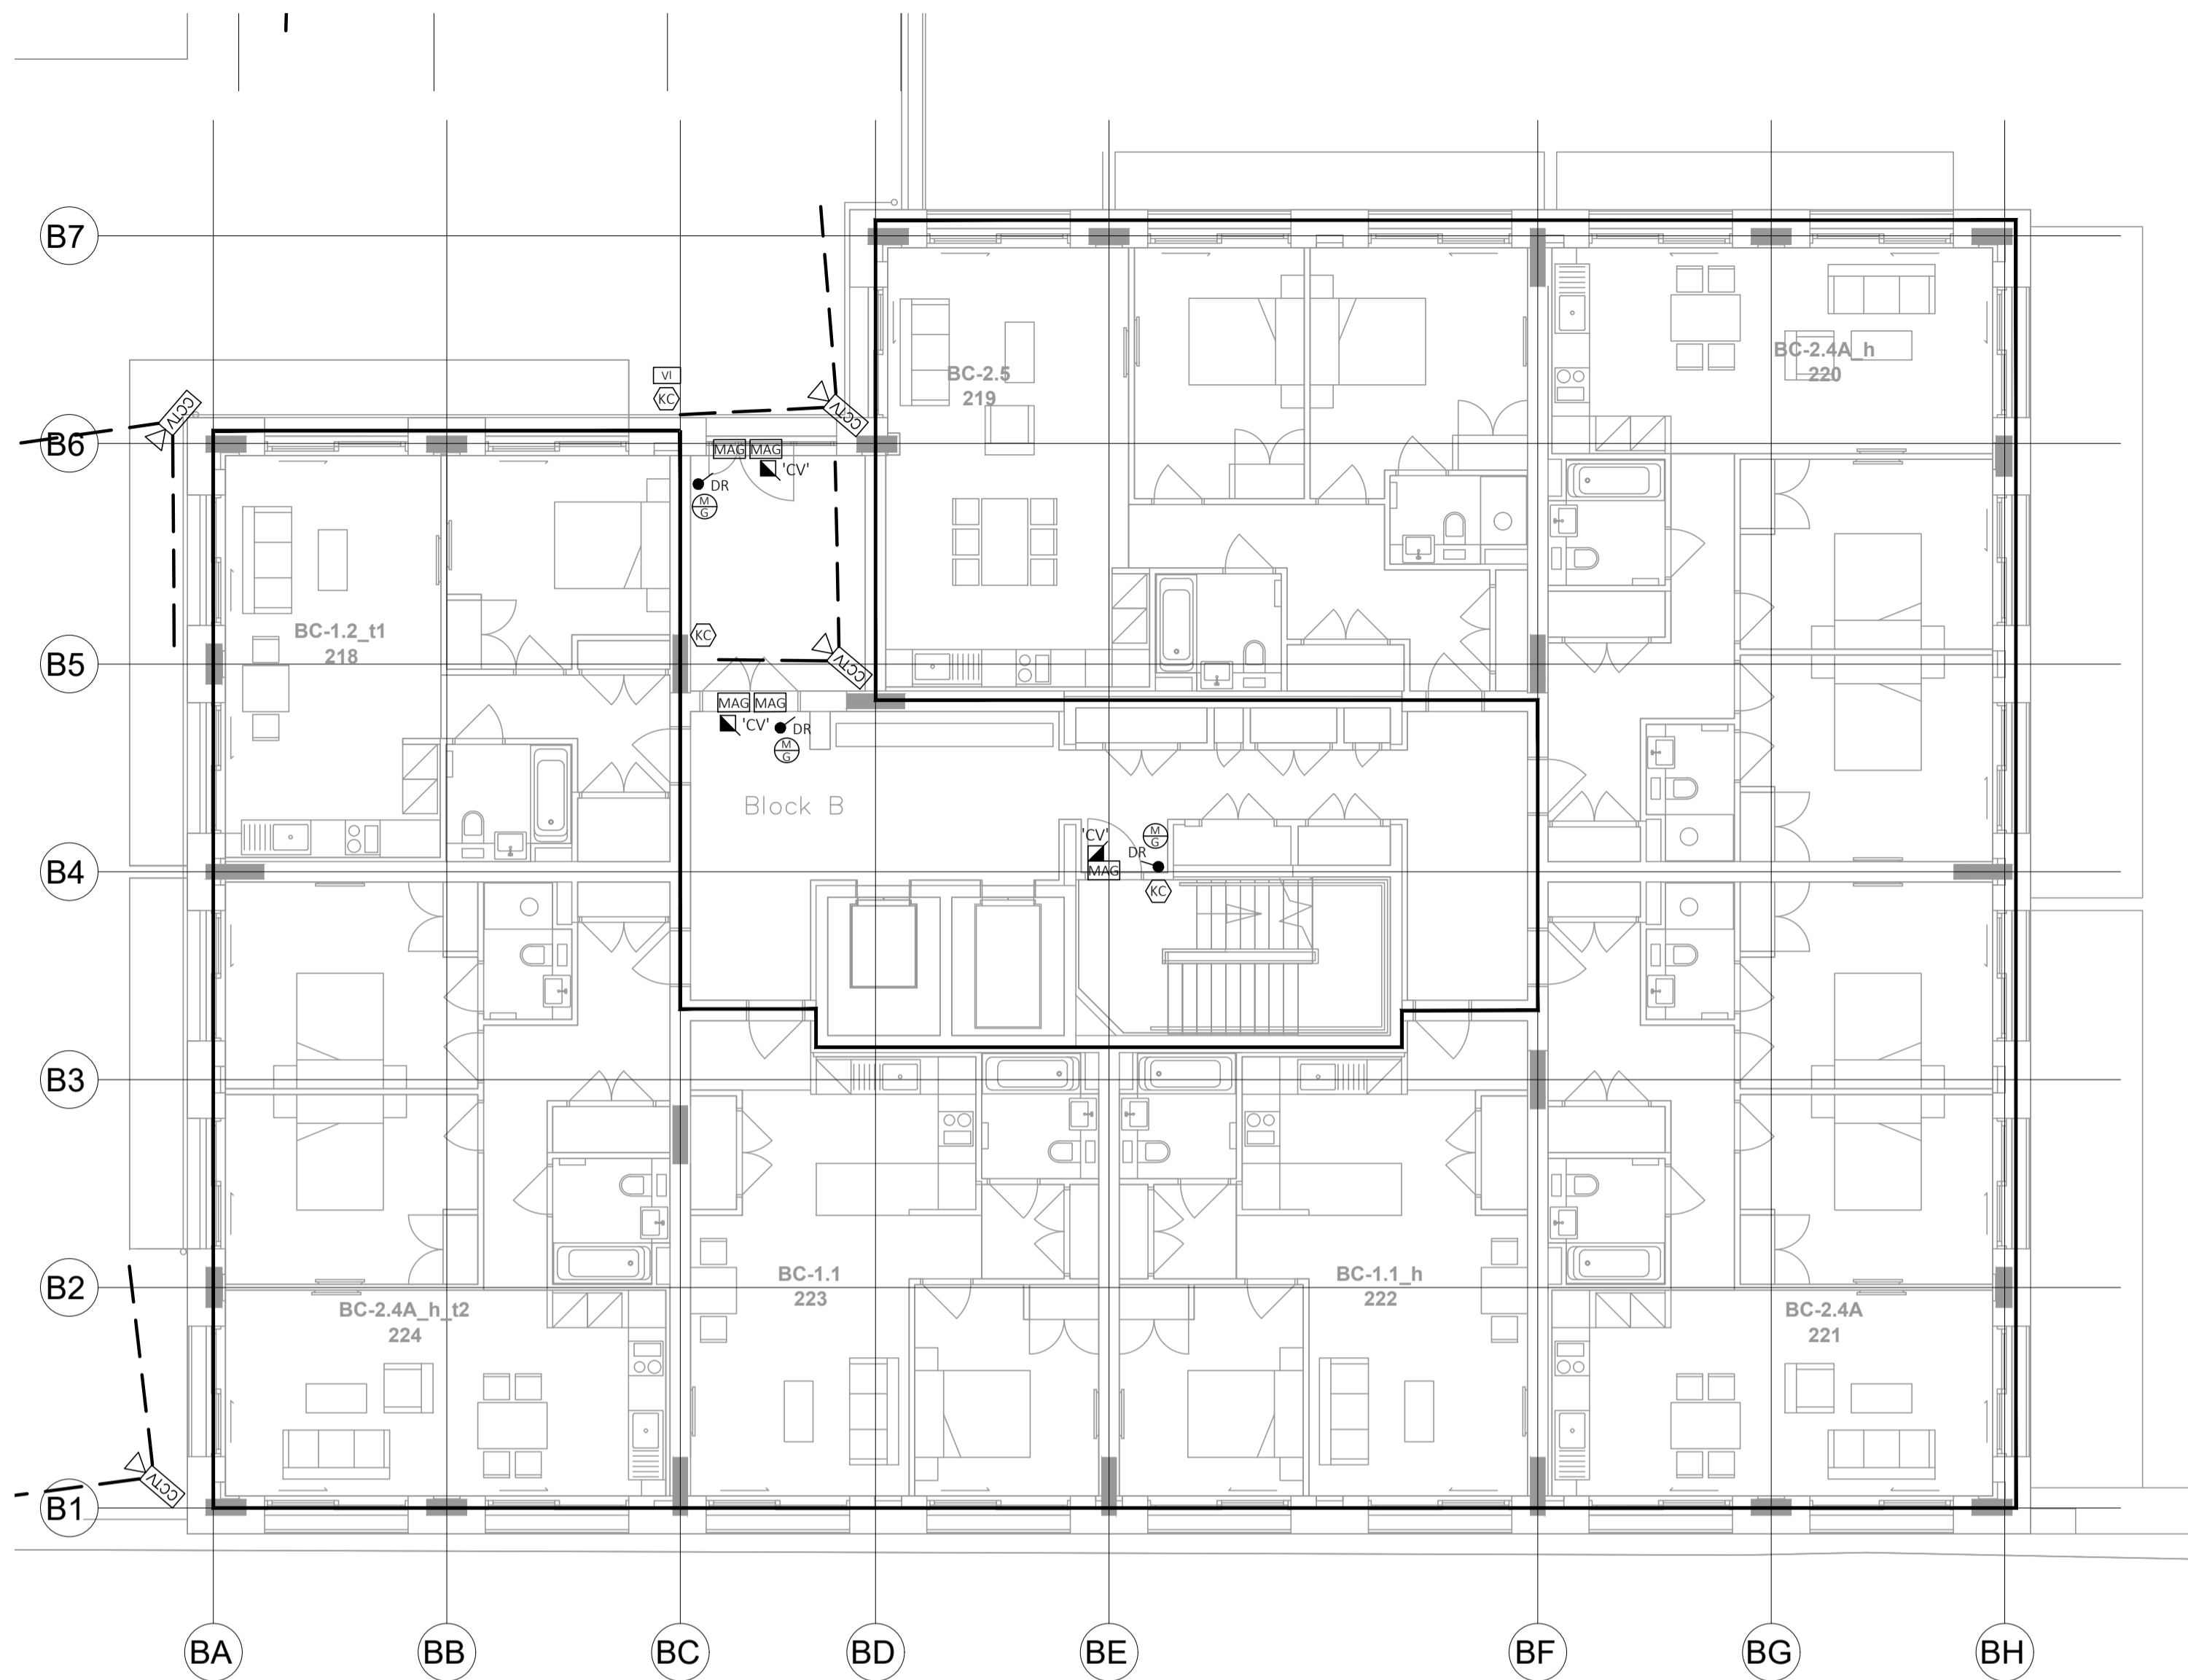 B7
BC-2.5
219
BC-2.4A_h
220
VI
KC
CCTV
CCTV
B6
MAG MAG
'CV'
DR
M
G
BC-1.2_t1
218
KC
B5
CCTV
MAG MAG
'CV'
DR
M
G
Block B
'CV'
M
G
DR
MAG
KC
B4
B3
BC-1.1
223
BC-1.1_h
222
B2
BC-2.4A_h_t2
224
BC-2.4A
221
CCTV
B1
BA BB BC BD BE BF BG BH